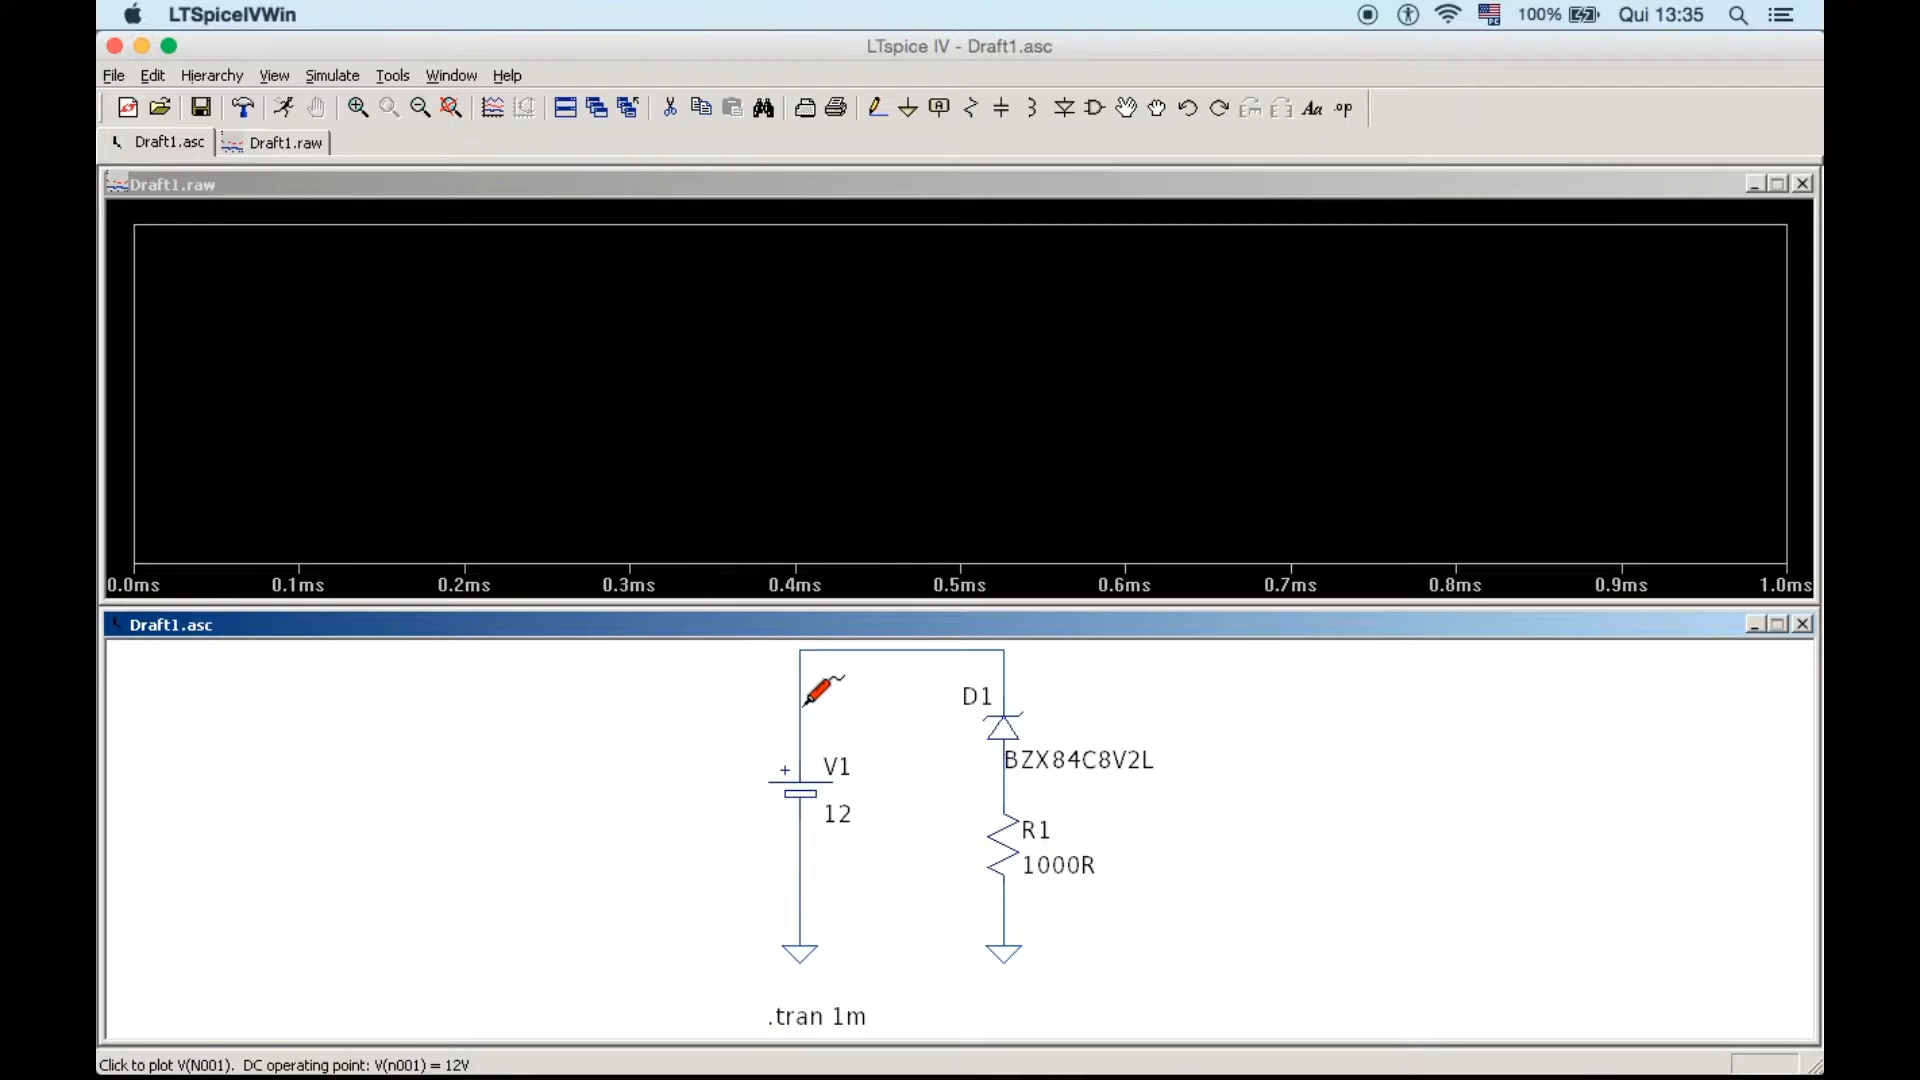 LTSpiceIVWin 100% Qui 13:35
LTspice IV - Draft1.asc
File Edit Hierarchy View Simulate Tools Window Help
Aa .op
Draft1.asc Draft1.raw
Draft1.raw
0.0ms 0.1ms 0.2ms 0.3ms 0.4ms 0.5ms 0.6ms 0.7ms 0.8ms 0.9ms 1.0ms
Draft1.asc
D1
BZX84C8V2L
+ V1
12
R1
1000R
.tran 1m
Click to plot V(N001). DC operating point: V(n001) = 12V